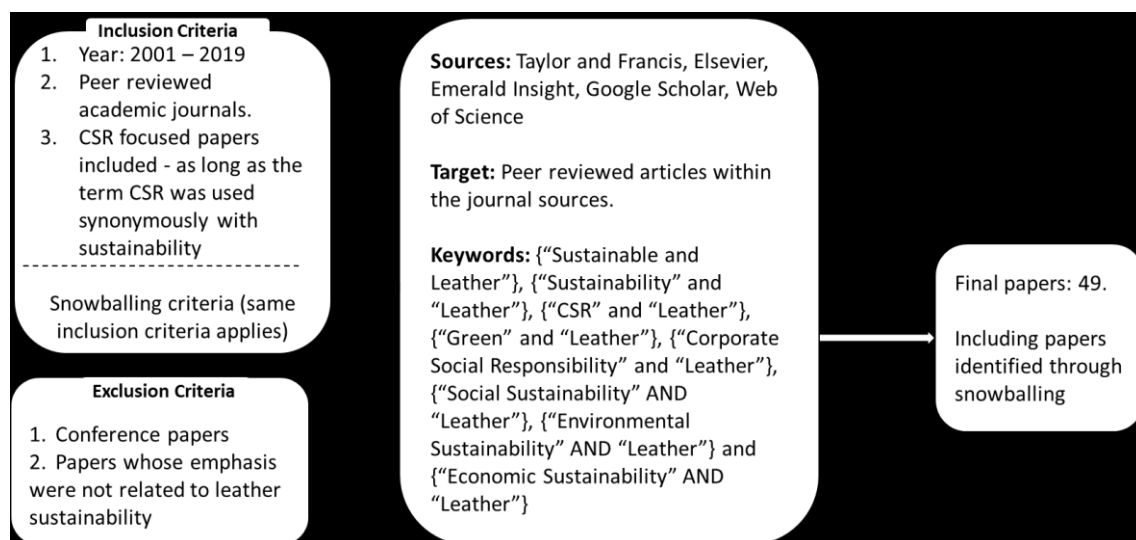 Inclusion Criteria
1. Year: 2001 – 2019
2. Peer reviewed
academic journals.
3. CSR focused papers
included - as long as the
term CSR was used
synonymously with
sustainability
Snowballing criteria (same
inclusion criteria applies)
Exclusion Criteria
1. Conference papers
2. Papers whose emphasis
were not related to leather
sustainability
Sources: Taylor and Francis, Elsevier,
Emerald Insight, Google Scholar, Web
of Science
Target: Peer reviewed articles within
the journal sources.
Keywords: {“Sustainable and
Leather”}, {“Sustainability” and
“Leather”}, {“CSR” and “Leather”},
{“Green” and “Leather”}, {“Corporate
Social Responsibility” and “Leather”},
{“Social Sustainability” AND
“Leather”}, {“Environmental
Sustainability” AND “Leather”} and
{“Economic Sustainability” AND
“Leather”}
Final papers: 49.
Including papers
identified through
snowballing